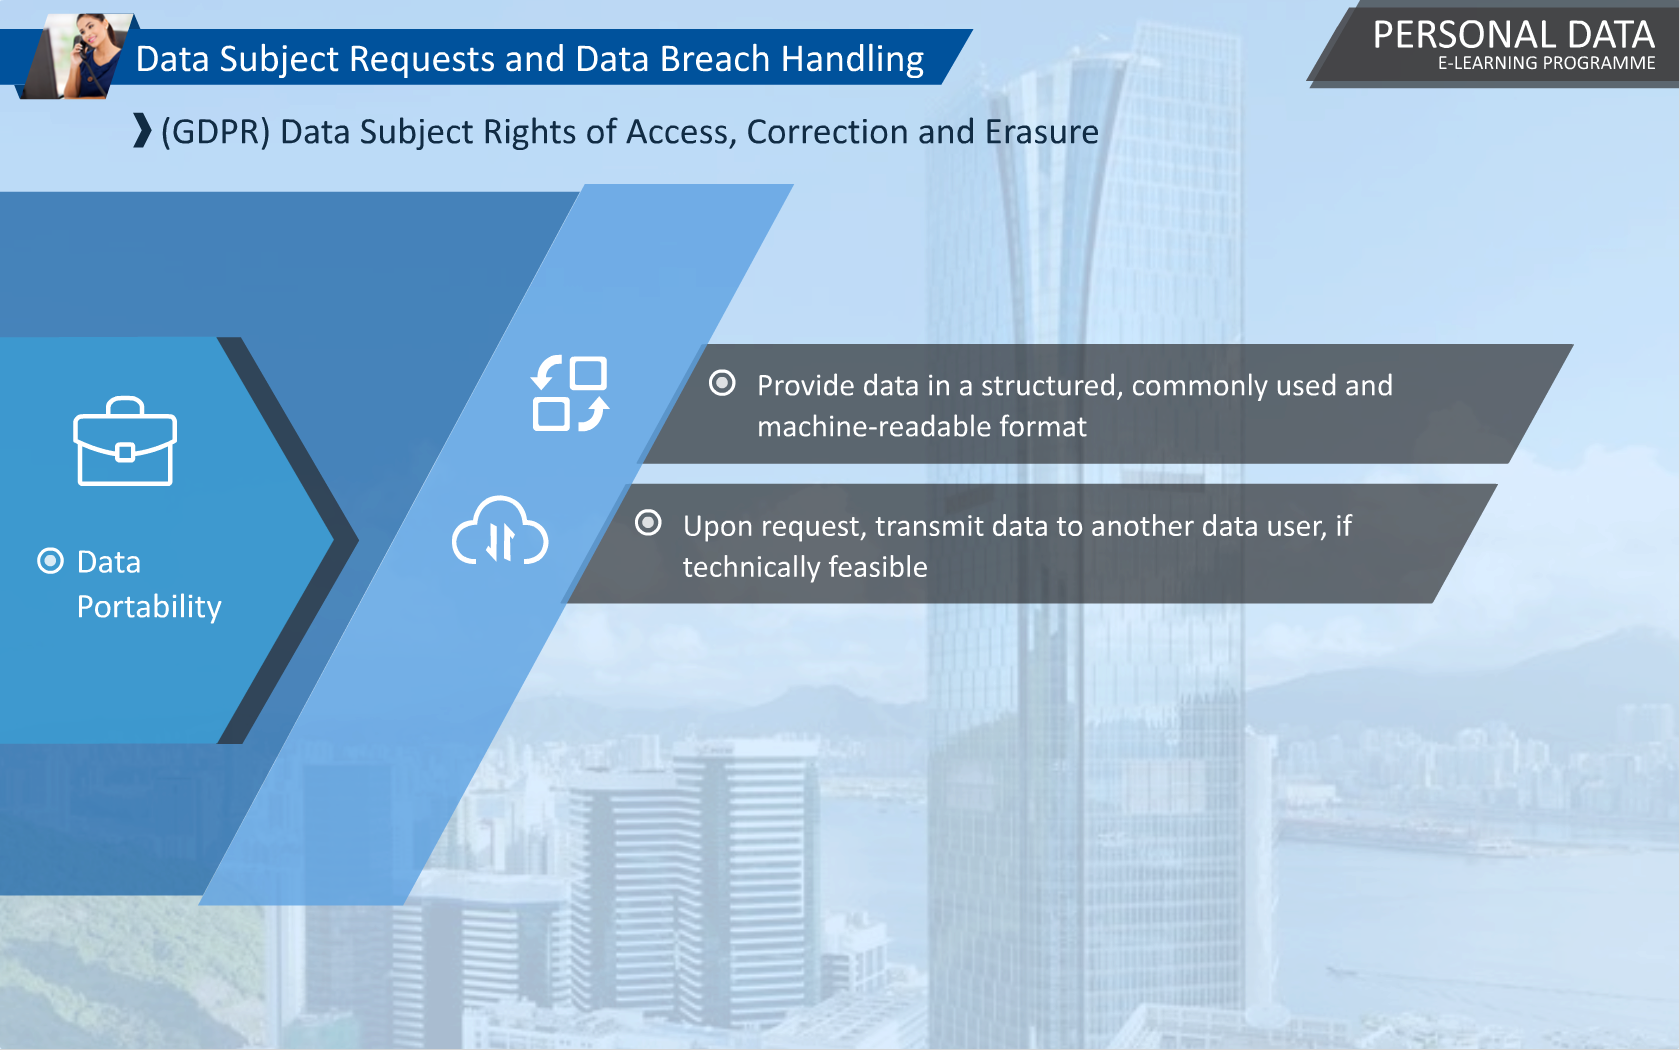 Data Subject Requests and Data Breach Handling
PERSONAL DATA
E-LEARNING PROGRAMME
(GDPR) Data Subject Rights of Access, Correction and Erasure
Data
Portability
Provide data in a structured, commonly used and
machine-readable format
Upon request, transmit data to another data user, if
technically feasible